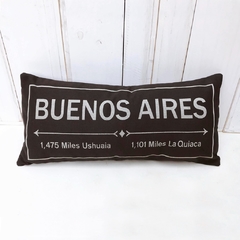 BUENOS AIRES
1,475 Miles Ushuaia 1,101 Miles La Quiaca